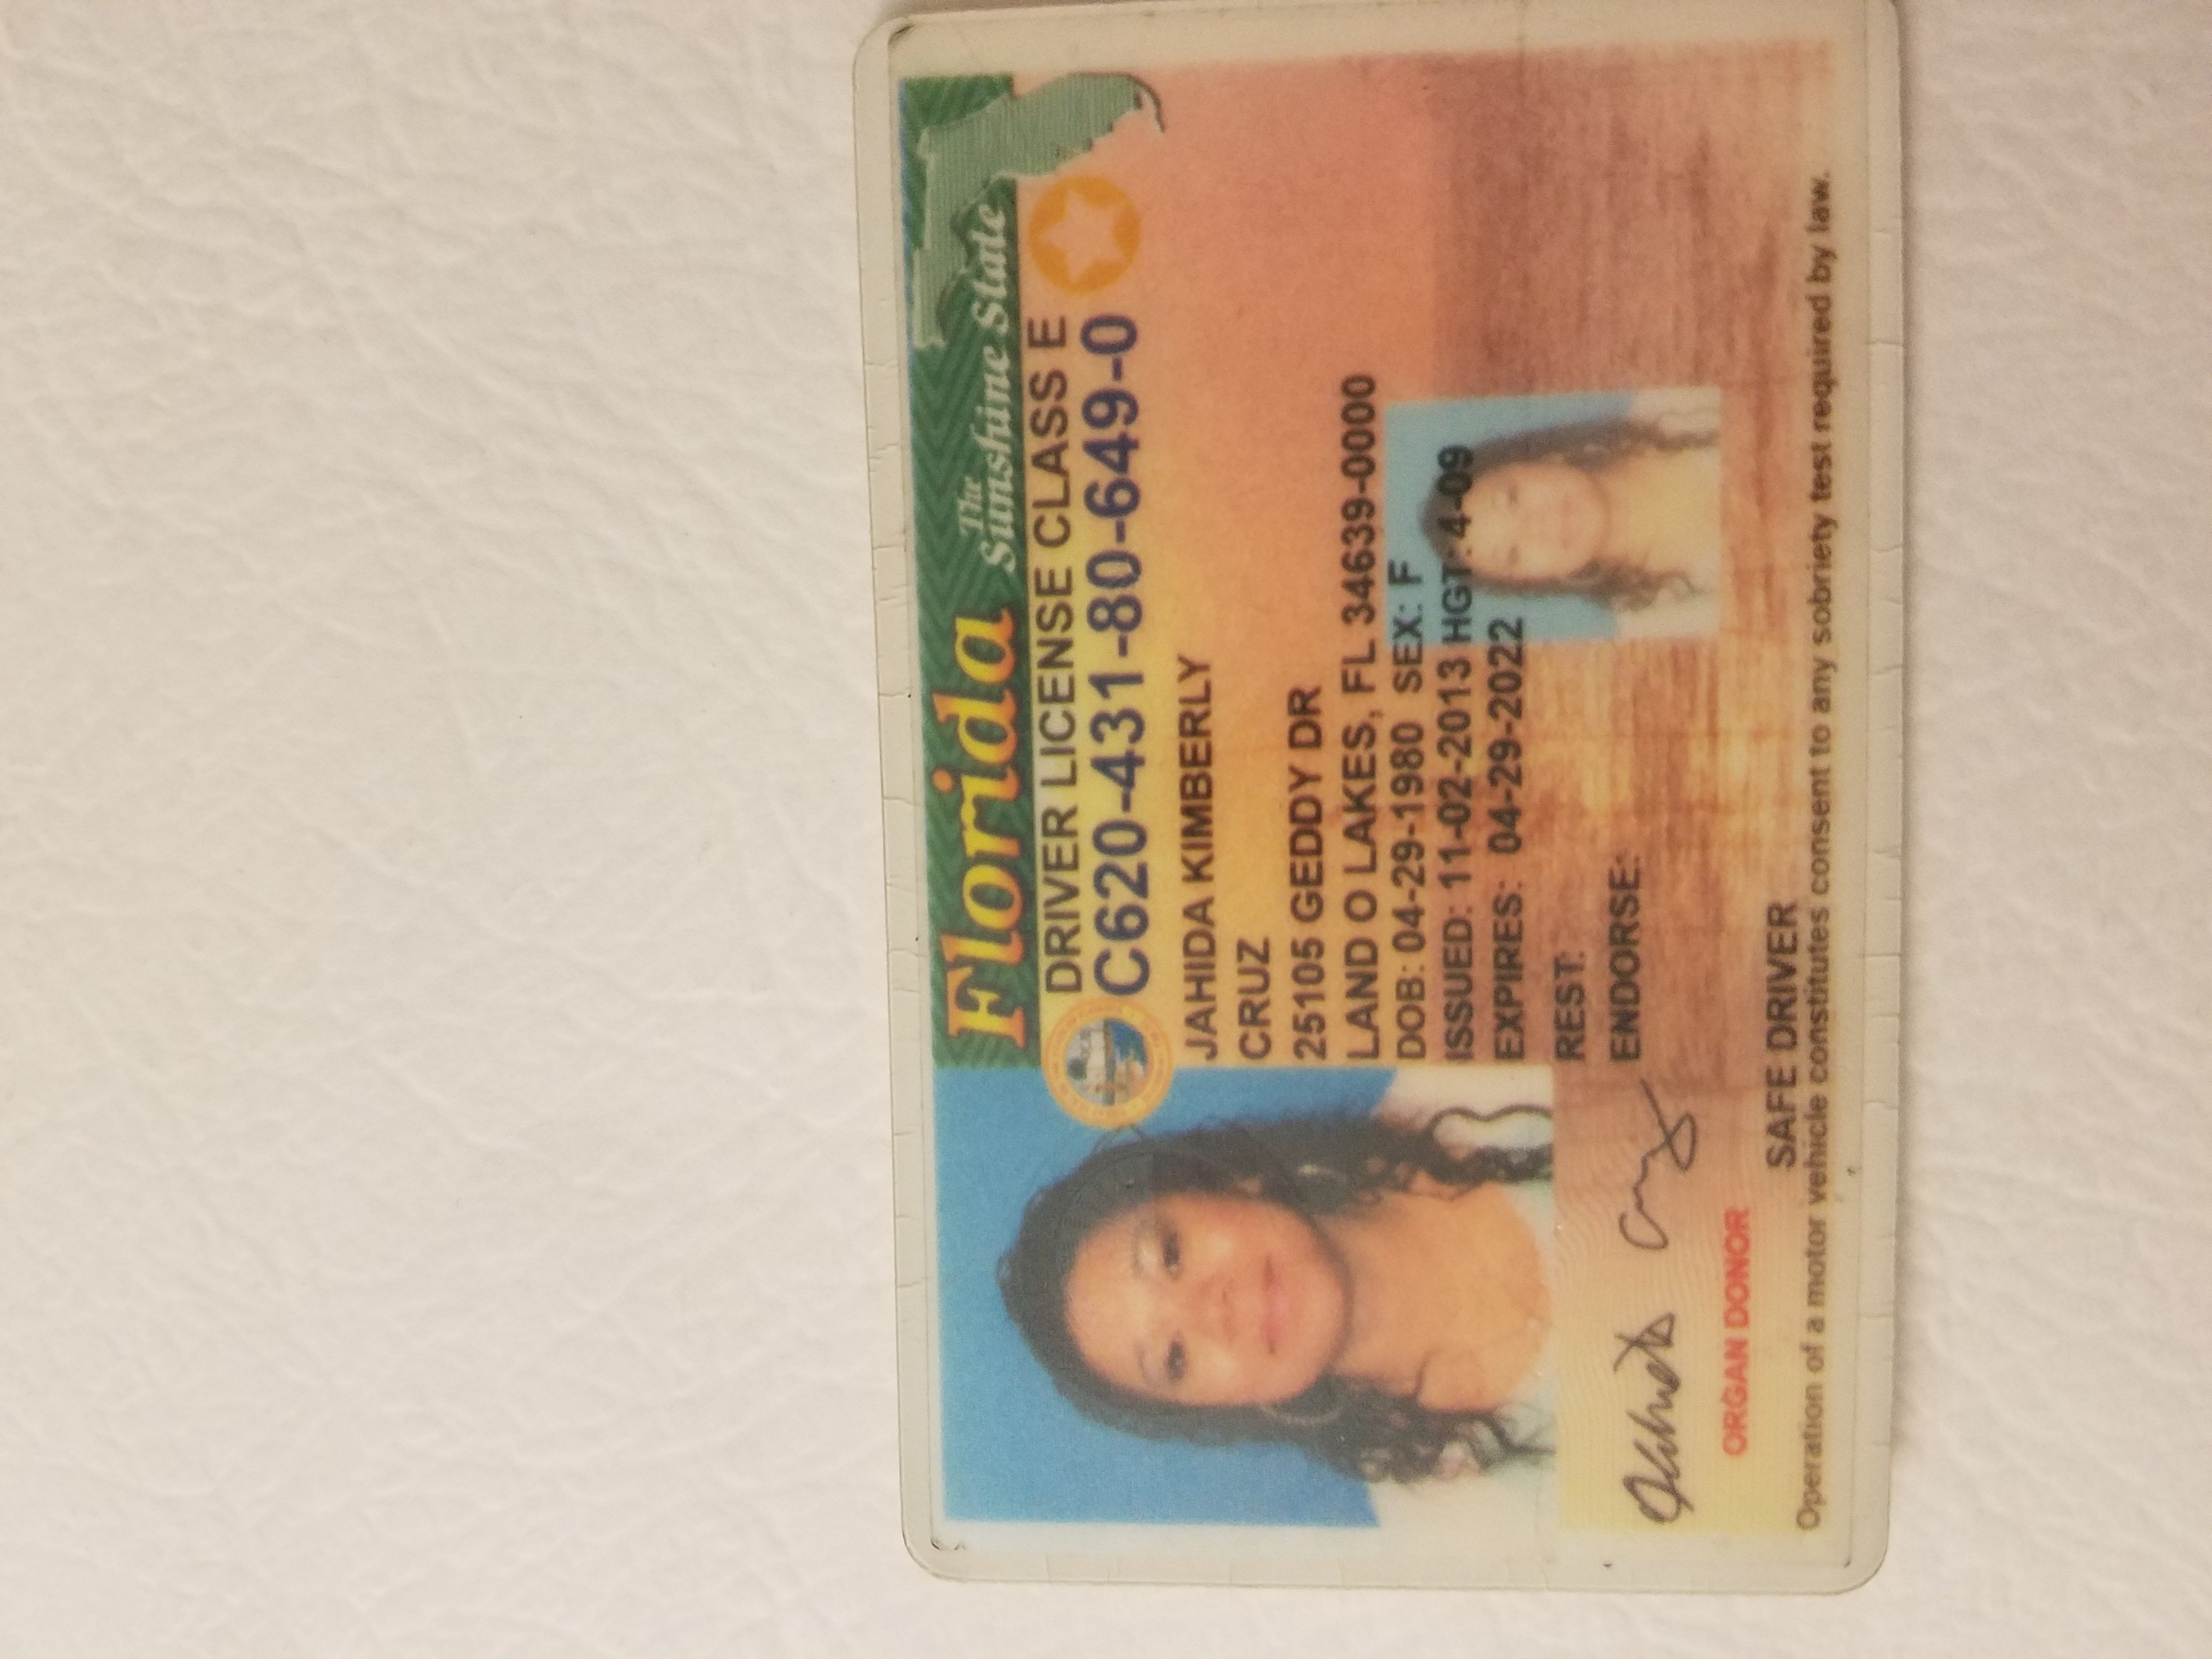 Florida
The
Sunshine State
DRIVER LICENSE CLASS E
C620-431-80-649-0
JAHIDA KIMBERLY
CRUZ
25105 GEDDY DR
LAND O LAKES, FL 34639-0000
DOB: 04-29-1980 SEX: F
ISSUED: 11-02-2013 HGT: 4-09
EXPIRES: 04-29-2022
REST:
ENDORSE:
ORGAN DONOR
SAFE DRIVER
Operation of a motor vehicle constitutes consent to any sobriety test required by law.